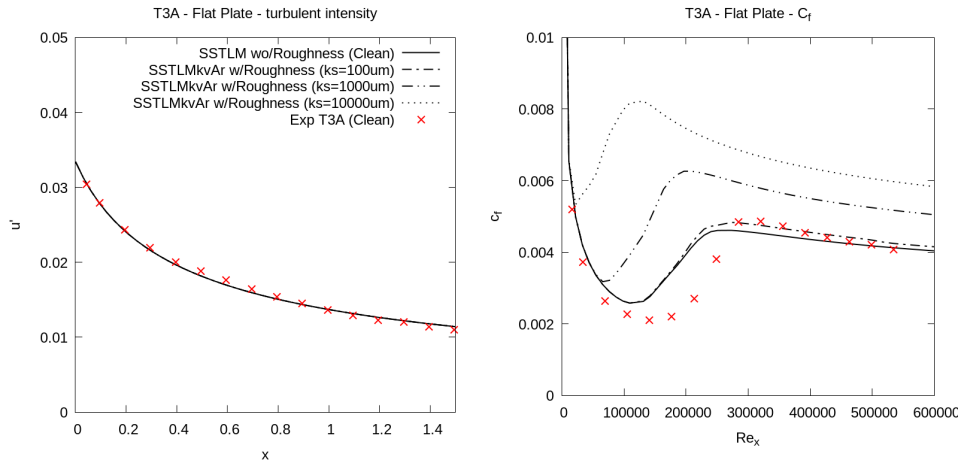 T3A - Flat Plate - turbulent intensity
0.05
0.04
0.03
0.02
0.01
0
u'
SSTLM wo/Roughness (Clean)
SSTLMkvAr w/Roughness (ks=100um)
SSTLMkvAr w/Roughness (ks=1000um)
SSTLMkvAr w/Roughness (ks=10000um)
Exp T3A (Clean)
0 0.2 0.4 0.6 0.8 1 1.2 1.4
x
T3A - Flat Plate - Cf
0.01
0.008
0.006
0.004
0.002
0
cf
0 100000 200000 300000 400000 500000 600000
Rex